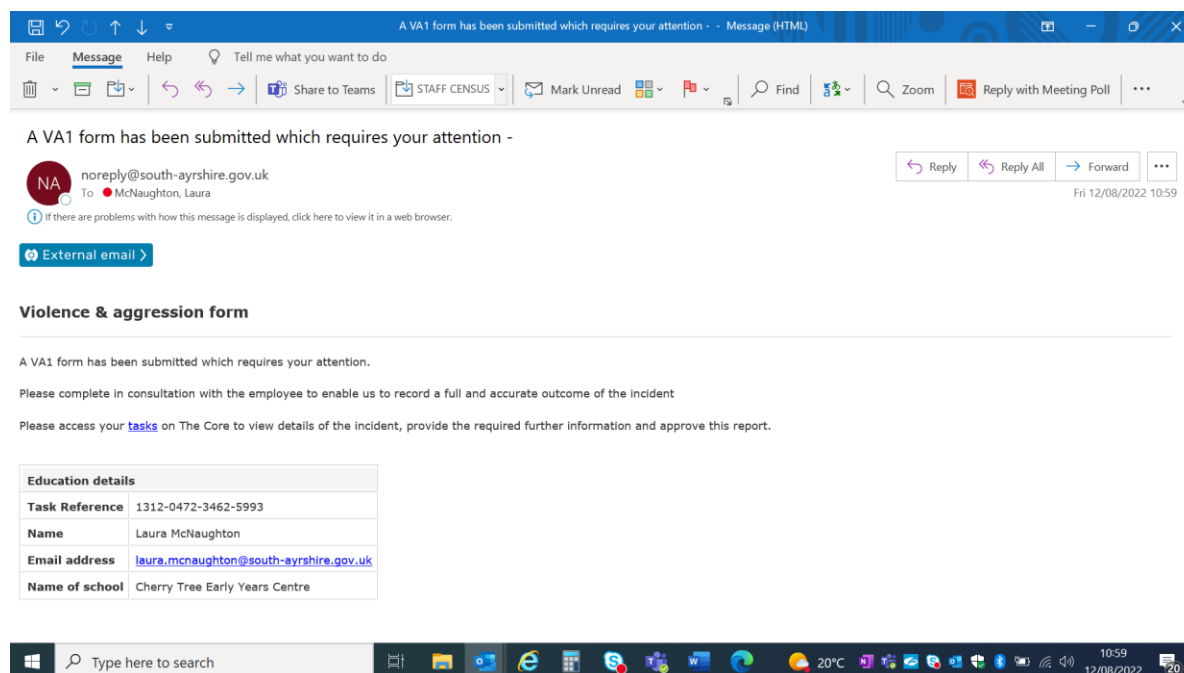 A VA1 form has been submitted which requires your attention -  - Message (HTML)
File Message Help Tell me what you want to do
Share to Teams STAFF CENSUS Mark Unread Find Zoom Reply with Meeting Poll ...
A VA1 form has been submitted which requires your attention -
Reply Reply All Forward ...
NA noreply@south-ayrshire.gov.uk
To McNaughton, Laura
Fri 12/08/2022 10:59
If there are problems with how this message is displayed, click here to view it in a web browser.
External email
Violence & aggression form
A VA1 form has been submitted which requires your attention.
Please complete in consultation with the employee to enable us to record a full and accurate outcome of the incident
Please access your tasks on The Core to view details of the incident, provide the required further information and approve this report.
Education details
Task Reference 1312-0472-3462-5993
Name Laura McNaughton
Email address laura.mcnaughton@south-ayrshire.gov.uk
Name of school Cherry Tree Early Years Centre
Type here to search 20°C 10:59
12/08/2022 20